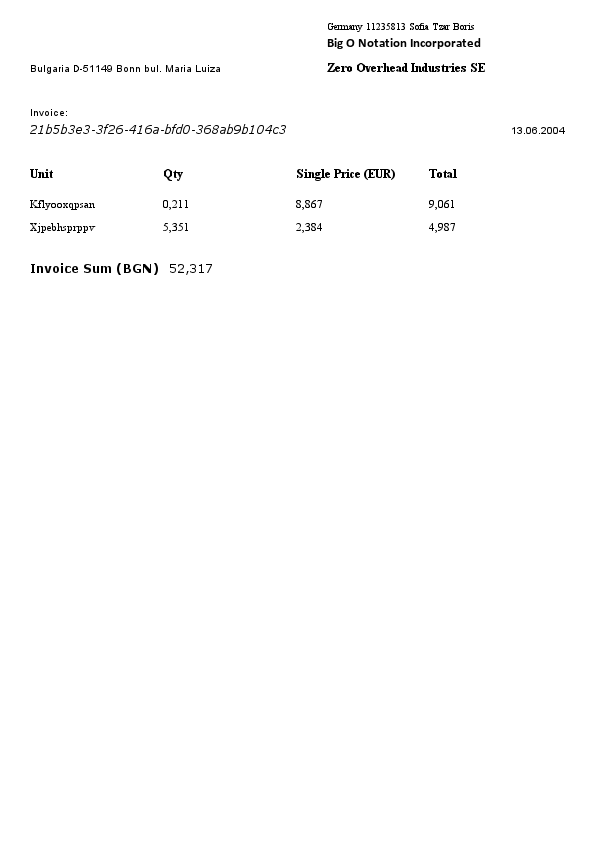 Germany 11235813 Sofia Tzar Boris
Big O Notation Incorporated
Bulgaria D-51149 Bonn bul. Maria Luiza Zero Overhead Industries SE
Invoice:
21b5b3e3-3f26-416a-bfd0-368ab9b104c3 13.06.2004
Unit Qty Single Price (EUR) Total
Kflyooxqpsan 0,211 8,867 9,061
Xjpebhsprppv 5,351 2,384 4,987
Invoice Sum (BGN) 52,317